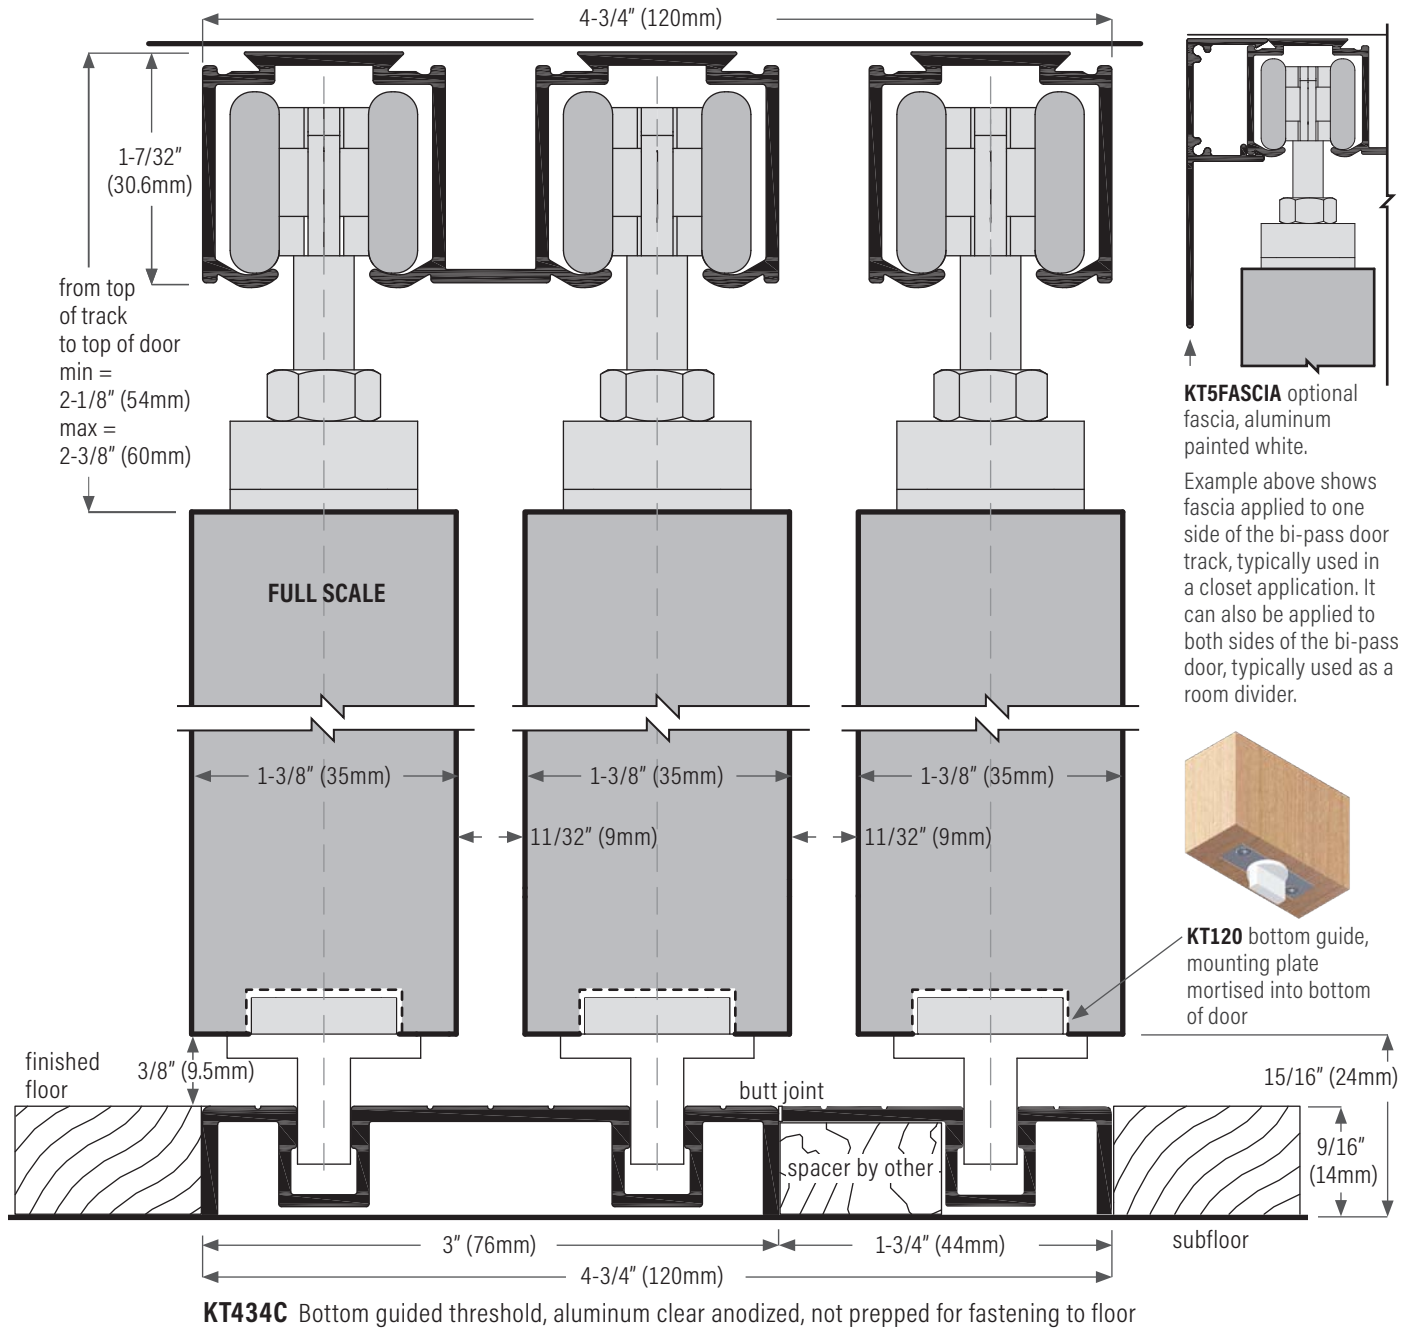 4-3/4" (120mm)
1-7/32"
(30.6mm)
from top
of track
to top of door
min =
2-1/8" (54mm)
max =
2-3/8" (60mm)
KT5FASCIA optional
fascia, aluminum
painted white.
Example above shows
fascia applied to one
side of the bi-pass door
track, typically used in
a closet application. It
can also be applied to
both sides of the bi-pass
door, typically used as a
room divider.
FULL SCALE
1-3/8" (35mm)
1-3/8" (35mm)
1-3/8" (35mm)
11/32" (9mm)
11/32" (9mm)
KT120 bottom guide,
mounting plate
mortised into bottom
of door
finished
floor
3/8" (9.5mm)
butt joint
15/16" (24mm)
9/16"
(14mm)
spacer by other
3" (76mm)
1-3/4" (44mm)
subfloor
4-3/4" (120mm)
KT434C Bottom guided threshold, aluminum clear anodized, not prepped for fastening to floor